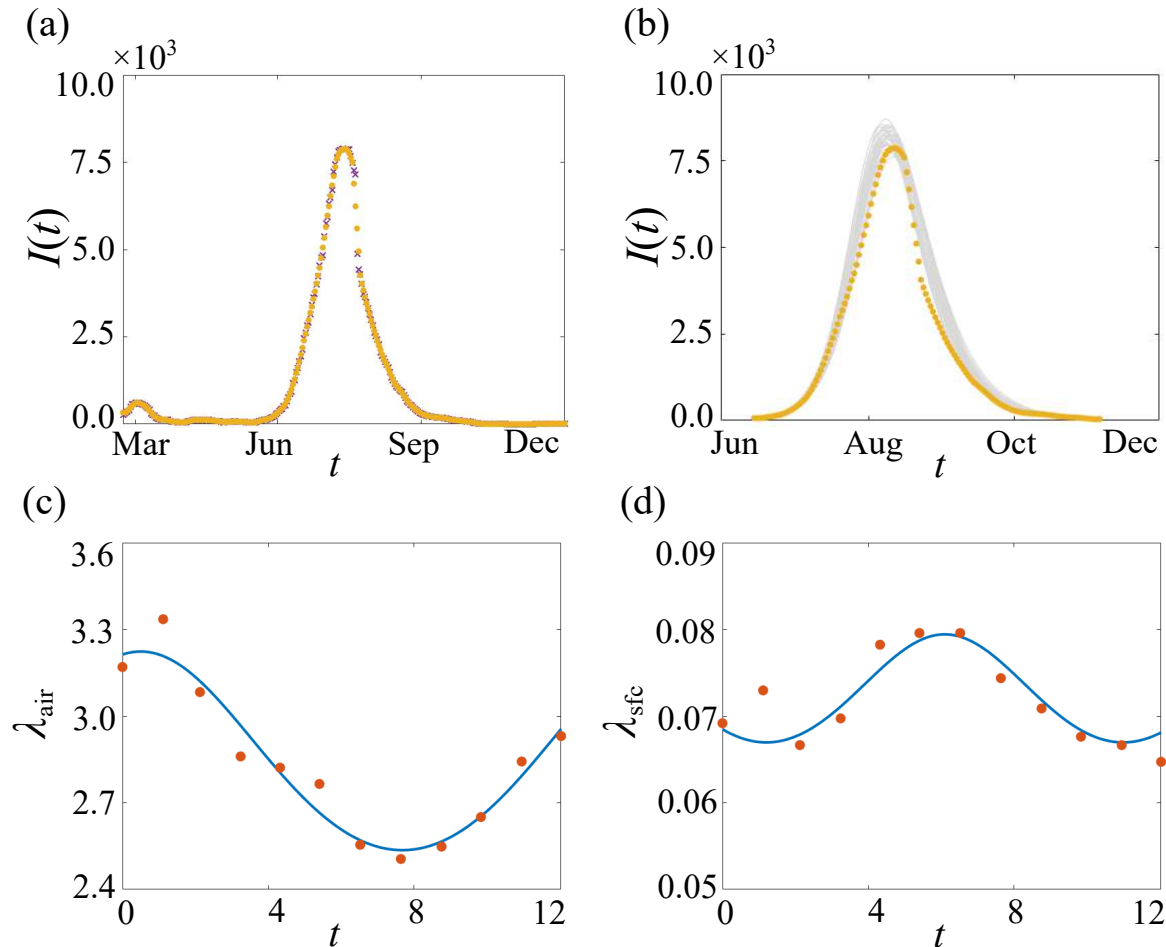 (a)
×10³
10.0
7.5
5.0
2.5
0.0
I(t)
Mar Jun Sep Dec
t
(b)
×10³
10.0
7.5
5.0
2.5
0.0
I(t)
Jun Aug Oct Dec
t
(c)
3.6
3.3
3.0
2.7
2.4
λair
0 4 8 12
t
(d)
0.09
0.08
0.07
0.06
0.05
λsfc
0 4 8 12
t